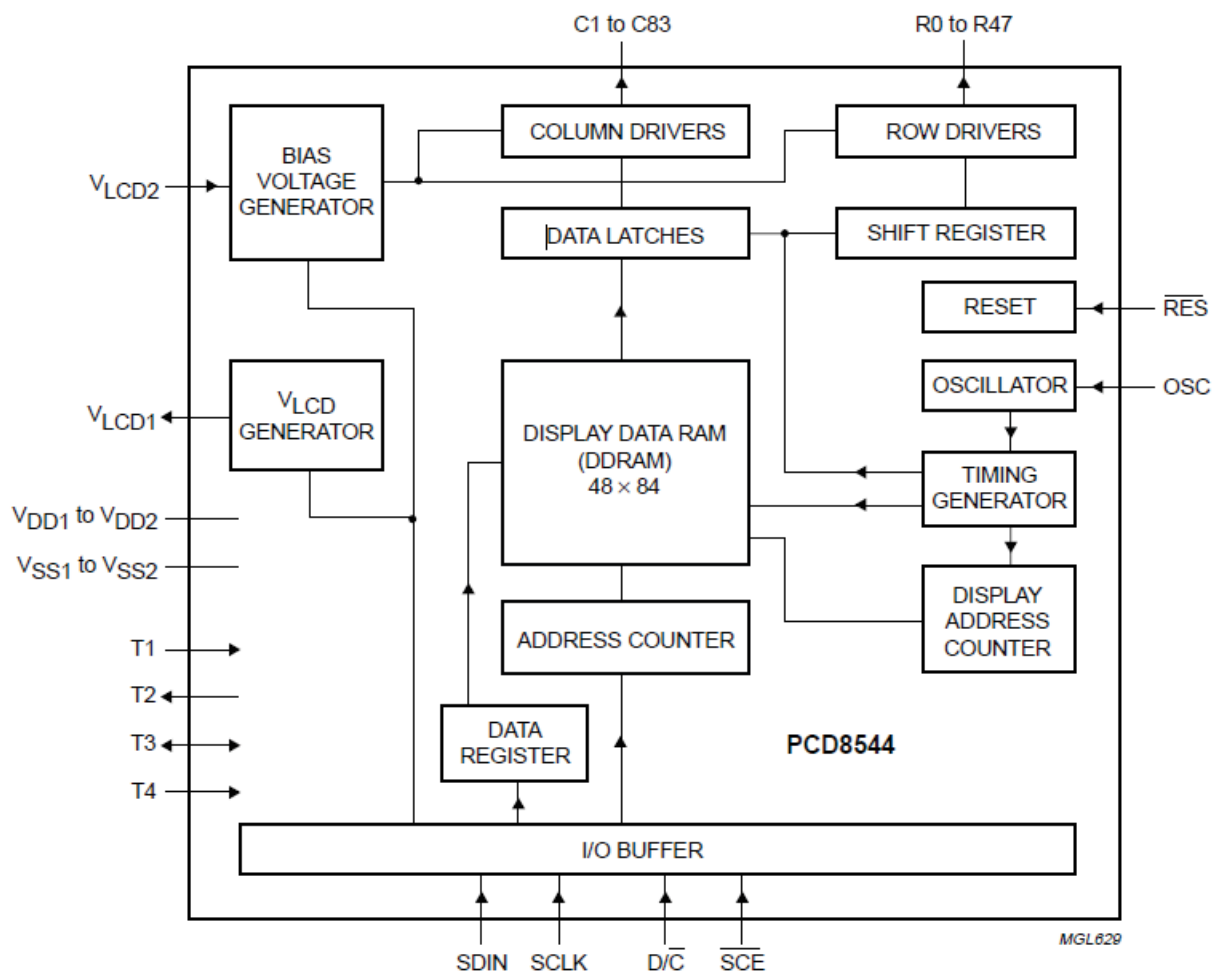 C1 to C83
R0 to R47
BIAS
VOLTAGE
GENERATOR
COLUMN DRIVERS
ROW DRIVERS
VLCD2
DATA LATCHES
SHIFT REGISTER
RESET
R̅E̅S̅
OSCILLATOR
OSC
VLCD1
VLCD
GENERATOR
DISPLAY DATA RAM
(DDRAM)
48 × 84
TIMING
GENERATOR
VDD1 to VDD2
VSS1 to VSS2
ADDRESS COUNTER
DISPLAY
ADDRESS
COUNTER
T1
T2
T3
T4
DATA
REGISTER
PCD8544
I/O BUFFER
SDIN
SCLK
D/C̅
S̅C̅E̅
MGL629